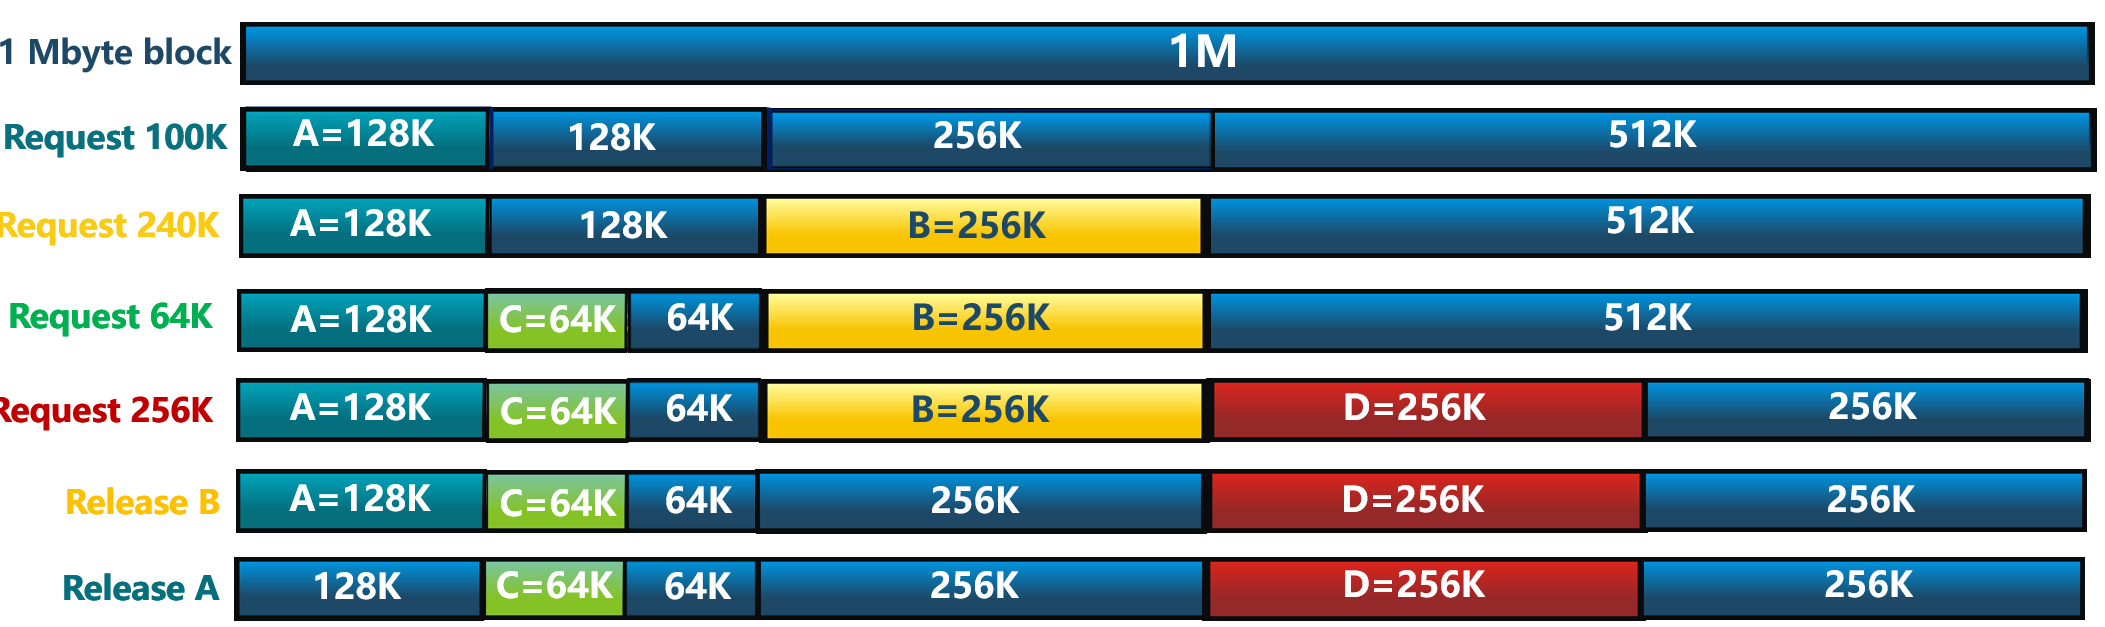 1 Mbyte block 1M
Request 100K A=128K 128K 256K 512K
Request 240K A=128K 128K B=256K 512K
Request 64K A=128K C=64K 64K B=256K 512K
Request 256K A=128K C=64K 64K B=256K D=256K 256K
Release B A=128K C=64K 64K 256K D=256K 256K
Release A 128K C=64K 64K 256K D=256K 256K